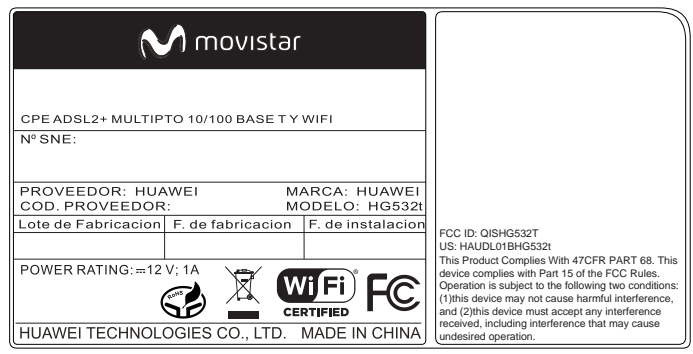 movistar
CPE ADSL2+ MULTIPTO 10/100 BASE T Y WIFI
Nº SNE:
PROVEEDOR: HUAWEI MARCA: HUAWEI
COD. PROVEEDOR: MODELO: HG532t
Lote de Fabricacion F. de fabricacion F. de instalacion
POWER RATING: ⎓12 V; 1A
RoHS
Wi Fi ®
CERTIFIED
FC
HUAWEI TECHNOLOGIES CO., LTD. MADE IN CHINA
FCC ID: QISHG532T
US: HAUDL01BHG532t
This Product Complies With 47CFR PART 68. This
device complies with Part 15 of the FCC Rules.
Operation is subject to the following two conditions:
(1)this device may not cause harmful interference,
and (2)this device must accept any interference
received, including interference that may cause
undesired operation.